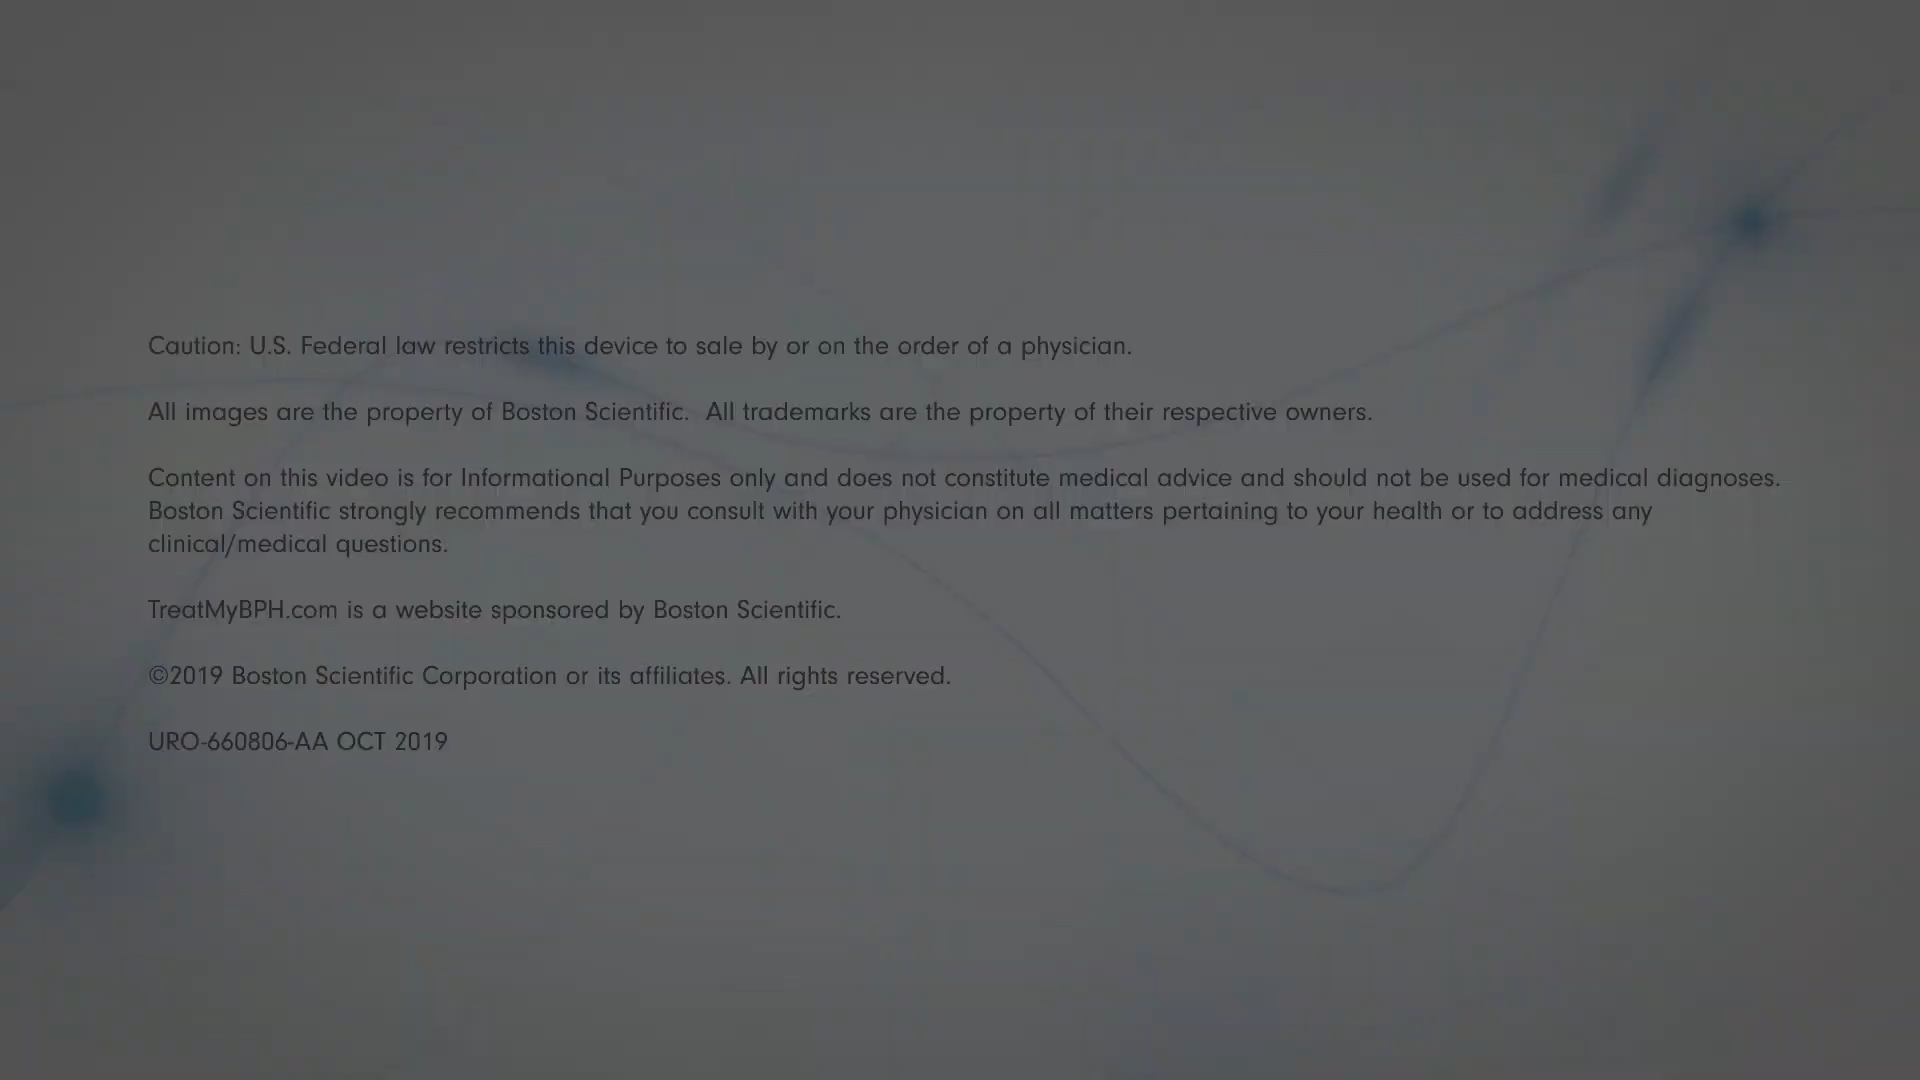 Caution: U.S. Federal law restricts this device to sale by or on the order of a physician.
All images are the property of Boston Scientific.  All trademarks are the property of their respective owners.
Content on this video is for Informational Purposes only and does not constitute medical advice and should not be used for medical diagnoses.
Boston Scientific strongly recommends that you consult with your physician on all matters pertaining to your health or to address any
clinical/medical questions.
TreatMyBPH.com is a website sponsored by Boston Scientific.
©2019 Boston Scientific Corporation or its affiliates. All rights reserved.
URO-660806-AA OCT 2019